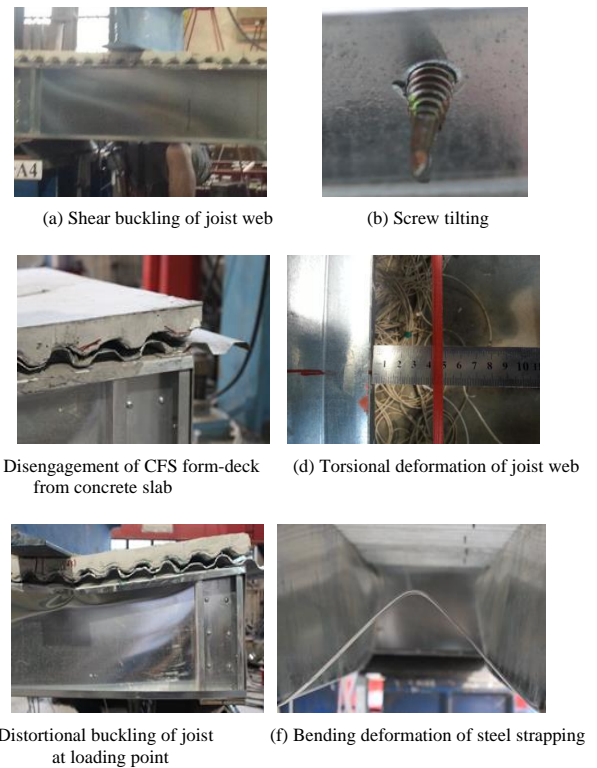 A4
(a) Shear buckling of joist web
(b) Screw tilting
1 2 3 4 5 6 7 8 9 10 11
Disengagement of CFS form-deck
from concrete slab
(d) Torsional deformation of joist web
Distortional buckling of joist
at loading point
(f) Bending deformation of steel strapping